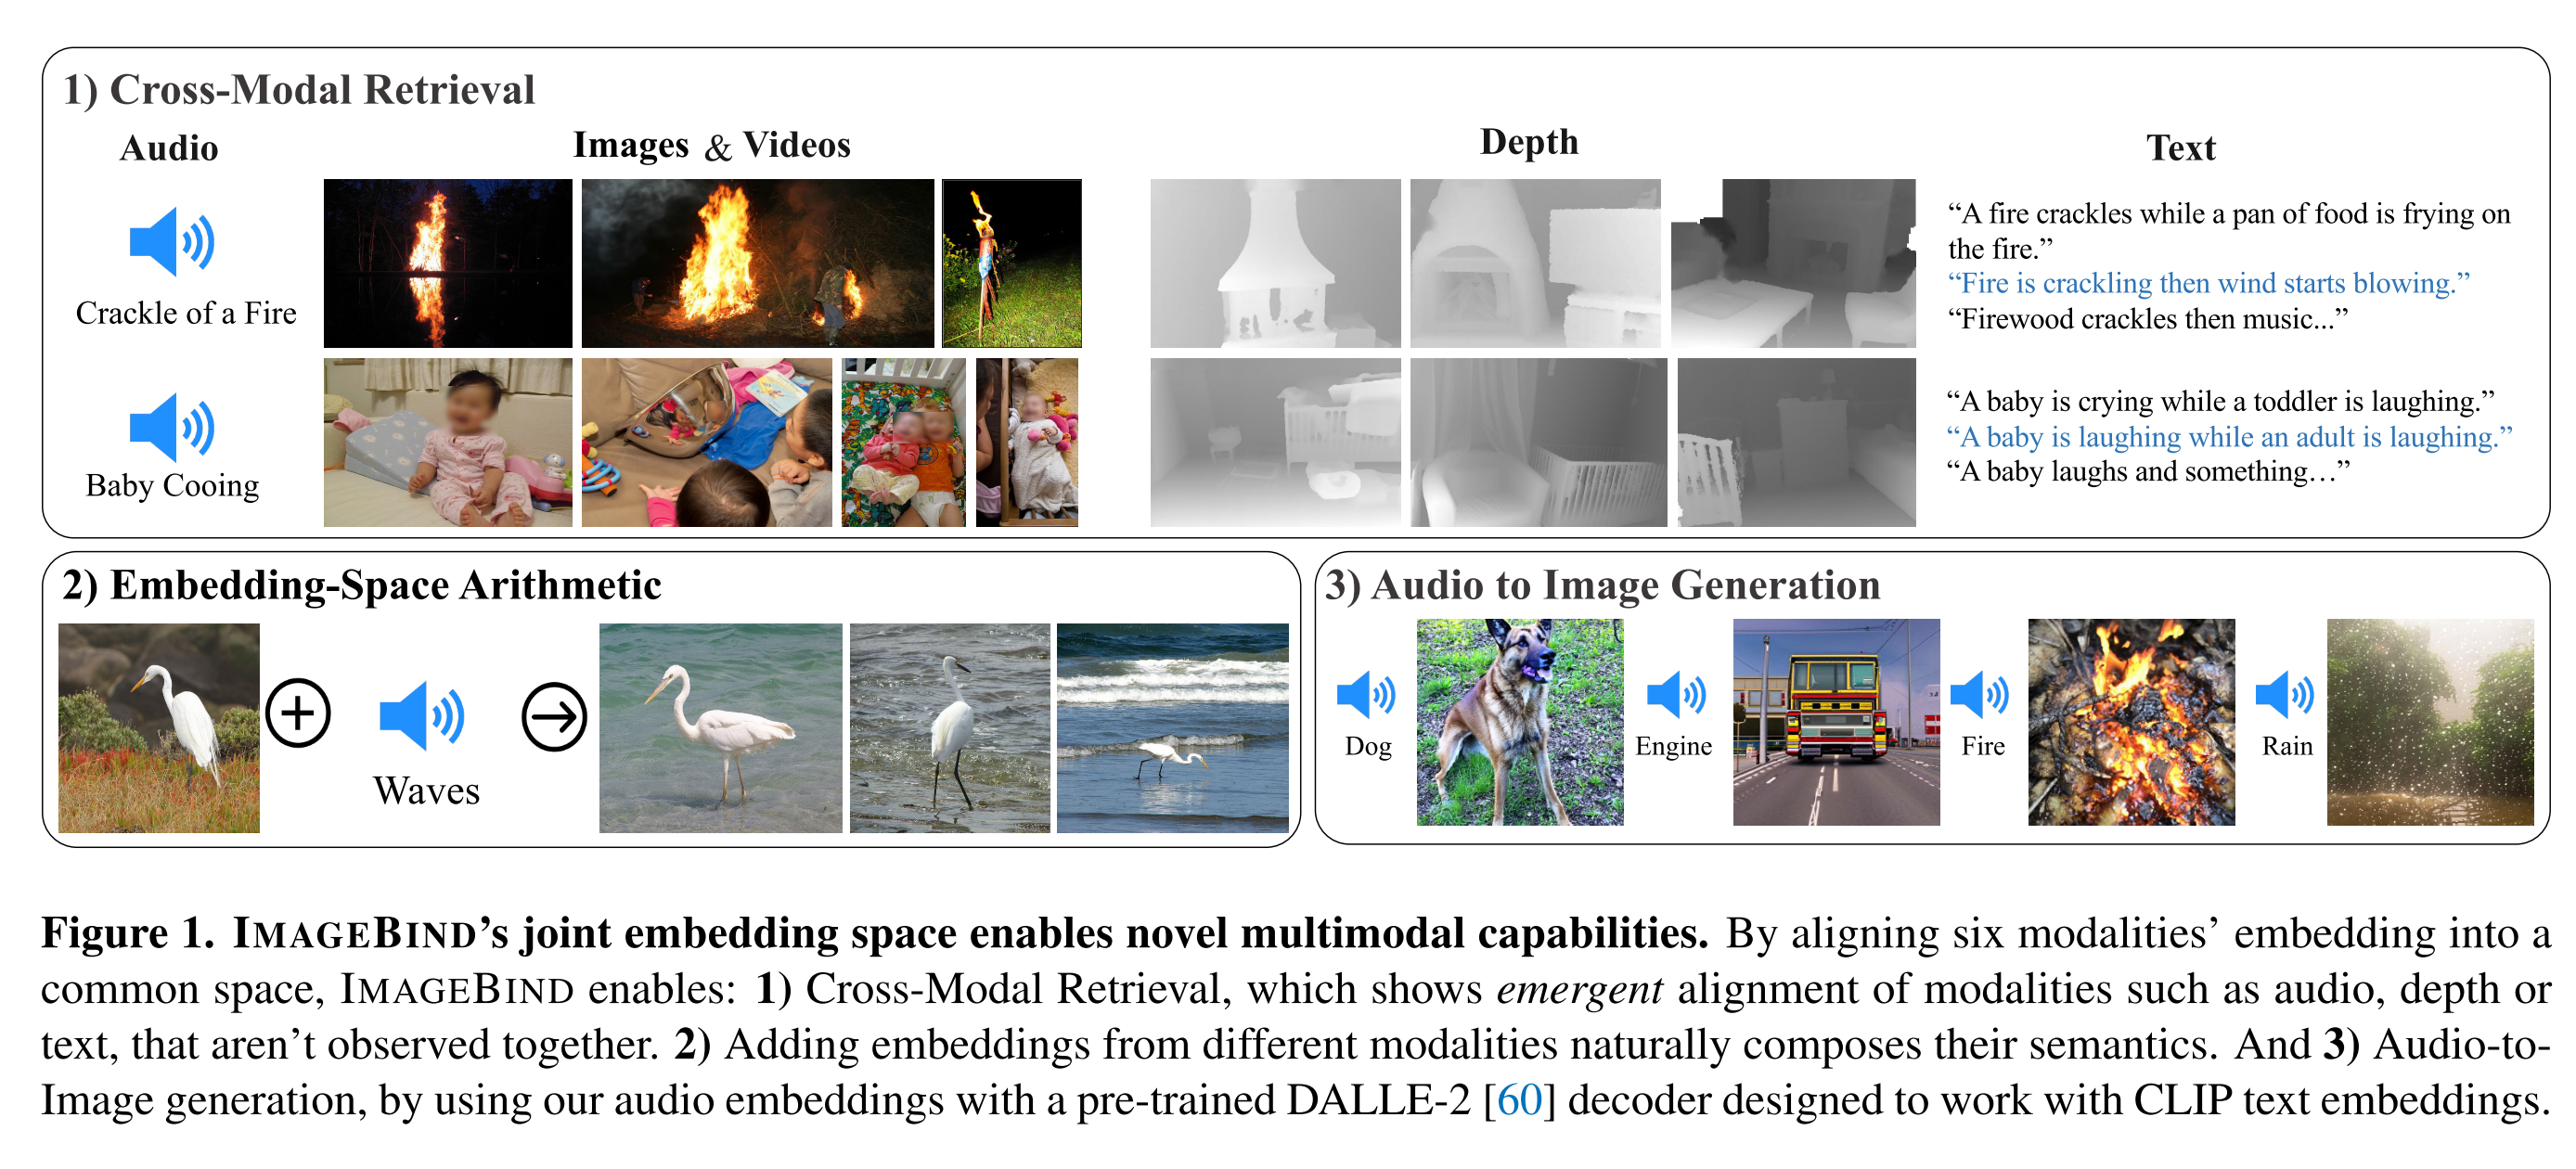 1) Cross-Modal Retrieval
Audio
Images & Videos
Depth
Text
Crackle of a Fire
“A fire crackles while a pan of food is frying on
the fire.”
“Fire is crackling then wind starts blowing.”
“Firewood crackles then music...”
Baby Cooing
“A baby is crying while a toddler is laughing.”
“A baby is laughing while an adult is laughing.”
“A baby laughs and something…”
2) Embedding-Space Arithmetic
Waves
3) Audio to Image Generation
Dog
Engine
Fire
Rain
Figure 1. IMAGEBIND’s joint embedding space enables novel multimodal capabilities. By aligning six modalities’ embedding into a
common space, IMAGEBIND enables: 1) Cross-Modal Retrieval, which shows emergent alignment of modalities such as audio, depth or
text, that aren’t observed together. 2) Adding embeddings from different modalities naturally composes their semantics. And 3) Audio-to-
Image generation, by using our audio embeddings with a pre-trained DALLE-2 [60] decoder designed to work with CLIP text embeddings.